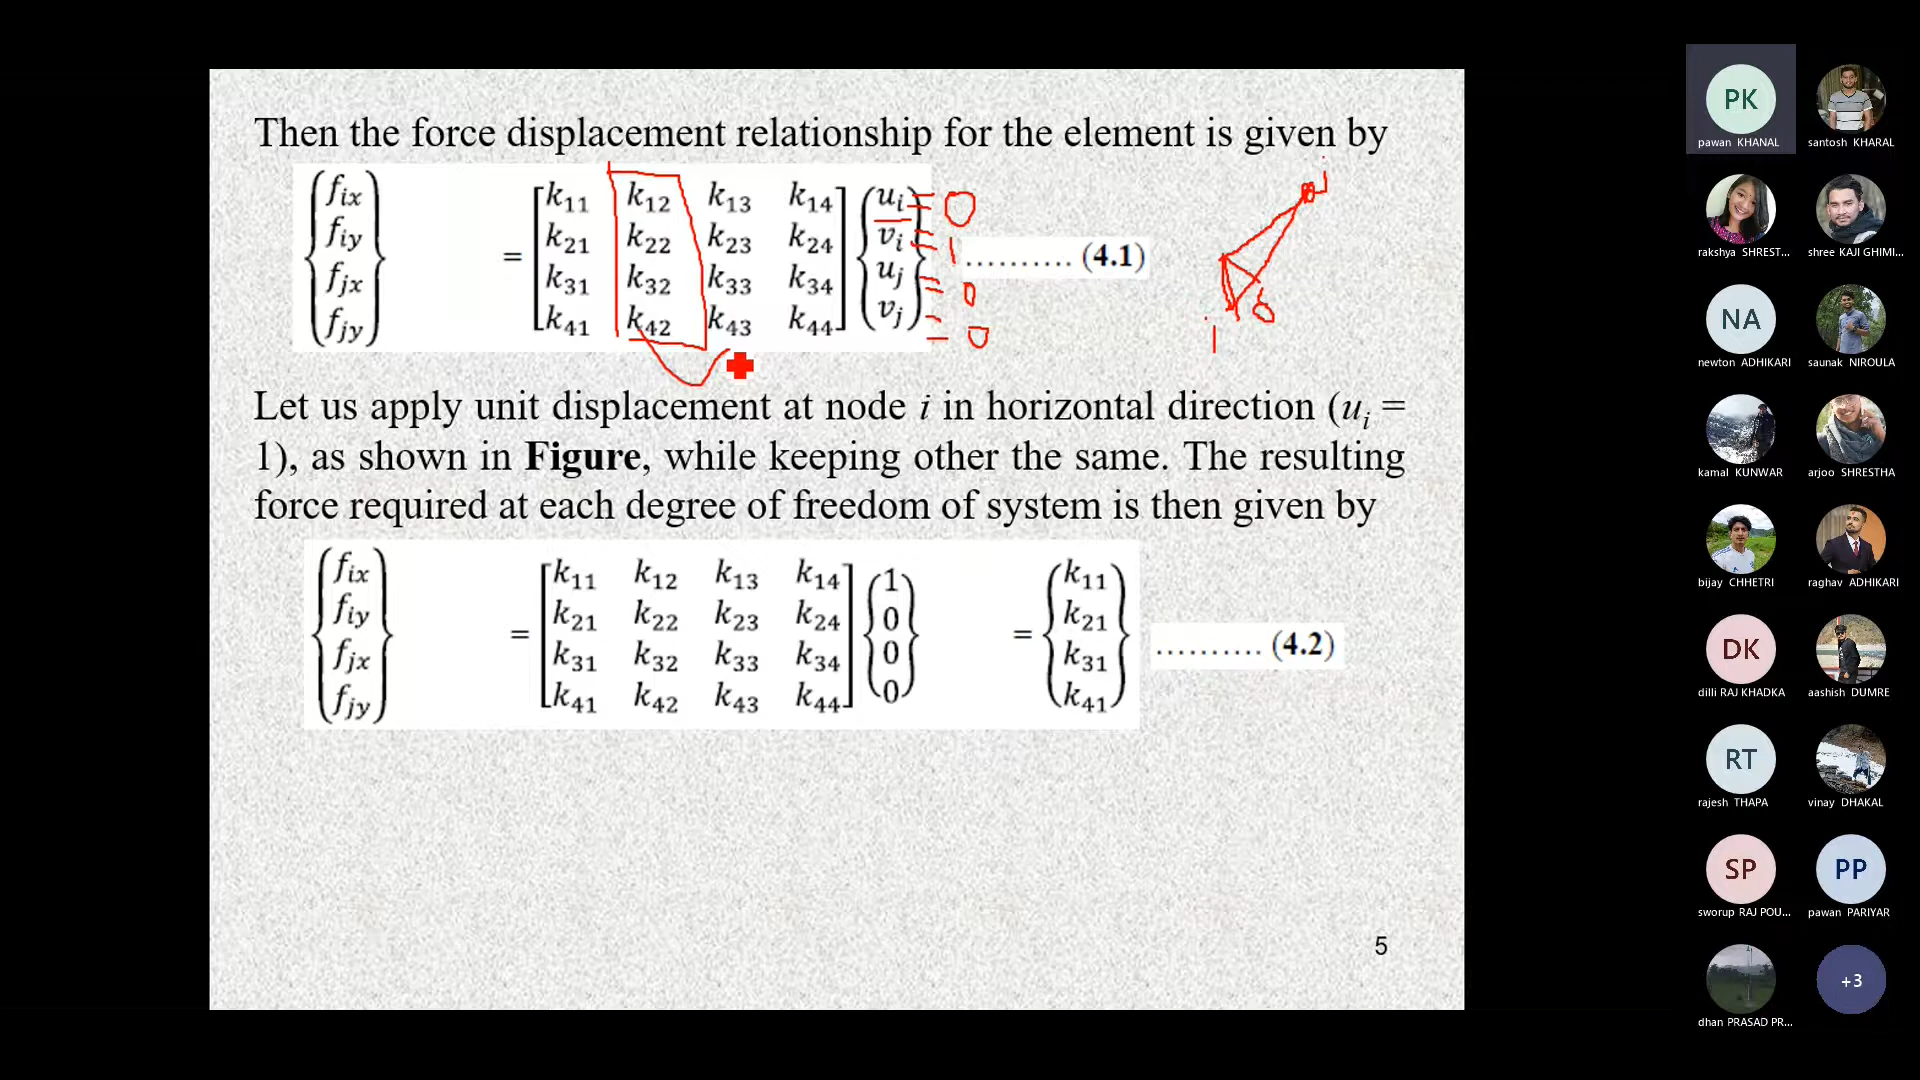 Then the force displacement relationship for the element is given by
f_ix
f_iy
f_jx
f_jy
=
k_11 k_12 k_13 k_14
k_21 k_22 k_23 k_24
k_31 k_32 k_33 k_34
k_41 k_42 k_43 k_44
u_i = 0
v_i = 1
u_j = 0
v_j = 0
.......... (4.1)
j
i
Let us apply unit displacement at node i in horizontal direction (u_i =
1), as shown in Figure, while keeping other the same. The resulting
force required at each degree of freedom of system is then given by
f_ix
f_iy
f_jx
f_jy
=
k_11 k_12 k_13 k_14
k_21 k_22 k_23 k_24
k_31 k_32 k_33 k_34
k_41 k_42 k_43 k_44
1
0
0
0
=
k_11
k_21
k_31
k_41
.......... (4.2)
5
PK
pawan KHANAL
santosh KHARAL
rakshya SHREST...
shree KAJI GHIMI...
NA
newton ADHIKARI
saunak NIROULA
kamal KUNWAR
arjoo SHRESTHA
bijay CHHETRI
raghav ADHIKARI
DK
dilli RAJ KHADKA
aashish DUMRE
RT
rajesh THAPA
vinay DHAKAL
SP
sworup RAJ POU...
PP
pawan PARIYAR
dhan PRASAD PR...
+3